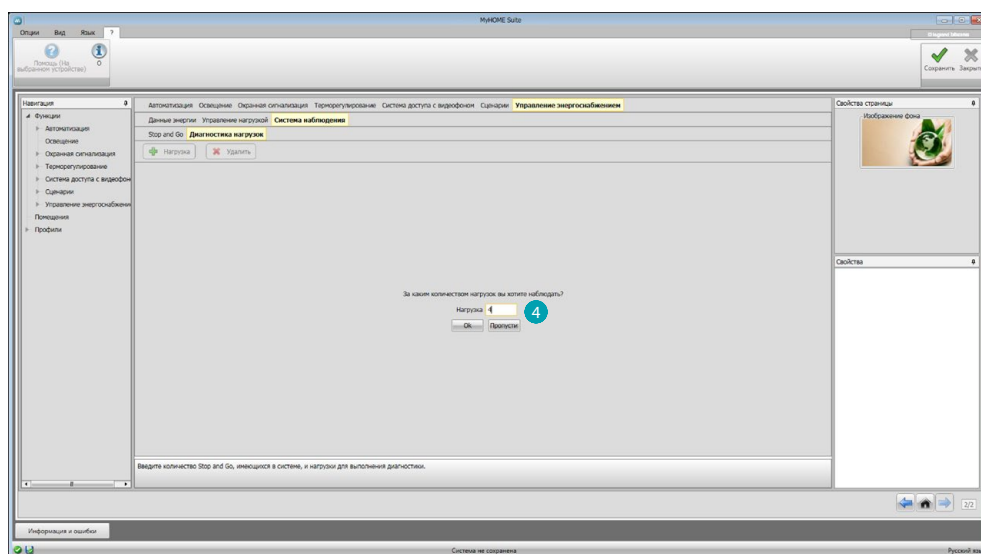 MyHOME Suite
Опции Вид Язык ?
Помощь (На выбранном устройстве)
О
Сохранить Закрыть
Навигация
Функции
Автоматизация
Освещение
Охранная сигнализация
Терморегулирование
Система доступа с видеофон
Сценарии
Управление энергоснабжени
Помещения
Профили
Автоматизация Освещение Охранная сигнализация Терморегулирование Система доступа с видеофоном Сценарии Управление энергоснабжением
Данные энергии Управление нагрузкой Система наблюдения
Stop and Go Диагностика нагрузок
Нагрузка Удалить
За каким количеством нагрузок вы хотите наблюдать?
Нагрузка 4
4
Ok Пропусти
Введите количество Stop and Go, имеющихся в системе, и нагрузки для выполнения диагностики.
Свойства страницы
Изображение фона
Свойства
2/2
Информация и ошибки
Система не сохранена
Русский язы